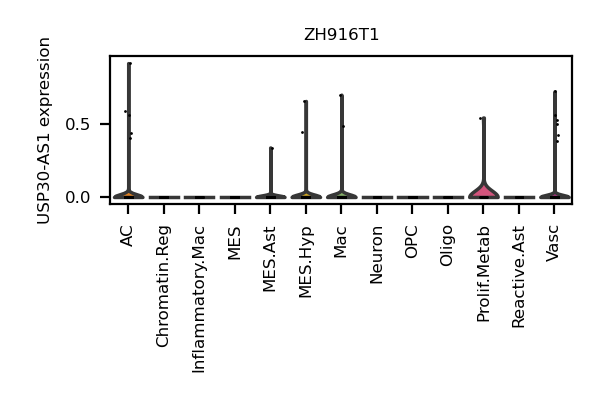 ZH916T1
USP30-AS1 expression
0.5
0.0
AC
Chromatin.Reg
Inflammatory.Mac
MES
MES.Ast
MES.Hyp
Mac
Neuron
OPC
Oligo
Prolif.Metab
Reactive.Ast
Vasc